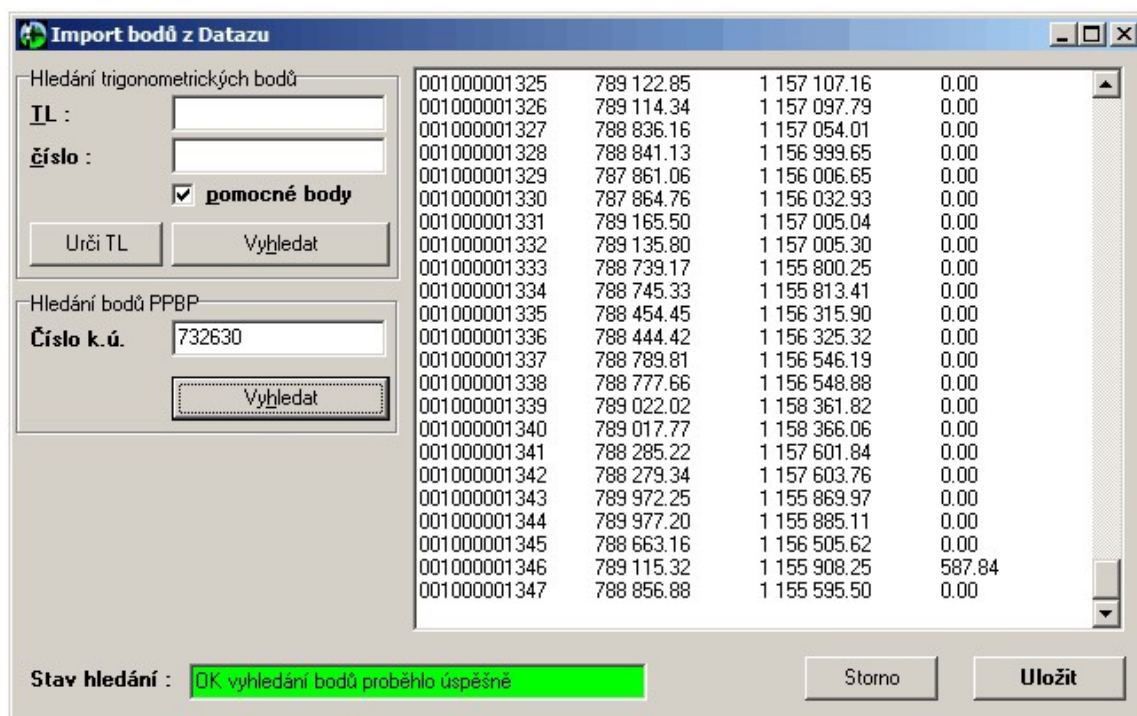 Import bodů z Datazu
Hledání trigonometrických bodů
TL :
číslo :
pomocné body
Urči TL
Vyhledat
Hledání bodů PPBP
Číslo k.ú.
732630
Vyhledat
001000001325 789 122.85 1 157 107.16 0.00
001000001326 789 114.34 1 157 097.79 0.00
001000001327 788 836.16 1 157 054.01 0.00
001000001328 788 841.13 1 156 999.65 0.00
001000001329 787 861.06 1 156 006.65 0.00
001000001330 787 864.76 1 156 032.93 0.00
001000001331 789 165.50 1 157 005.04 0.00
001000001332 789 135.80 1 157 005.30 0.00
001000001333 788 739.17 1 155 800.25 0.00
001000001334 788 745.33 1 155 813.41 0.00
001000001335 788 454.45 1 156 315.90 0.00
001000001336 788 444.42 1 156 325.32 0.00
001000001337 788 789.81 1 156 546.19 0.00
001000001338 788 777.66 1 156 548.88 0.00
001000001339 789 022.02 1 158 361.82 0.00
001000001340 789 017.77 1 158 366.06 0.00
001000001341 788 285.22 1 157 601.84 0.00
001000001342 788 279.34 1 157 603.76 0.00
001000001343 789 972.25 1 155 869.97 0.00
001000001344 789 977.20 1 155 885.11 0.00
001000001345 788 663.16 1 156 505.62 0.00
001000001346 789 115.32 1 155 908.25 587.84
001000001347 788 856.88 1 155 595.50 0.00
Stav hledání :
OK vyhledání bodů proběhlo úspěšně
Storno
Uložit